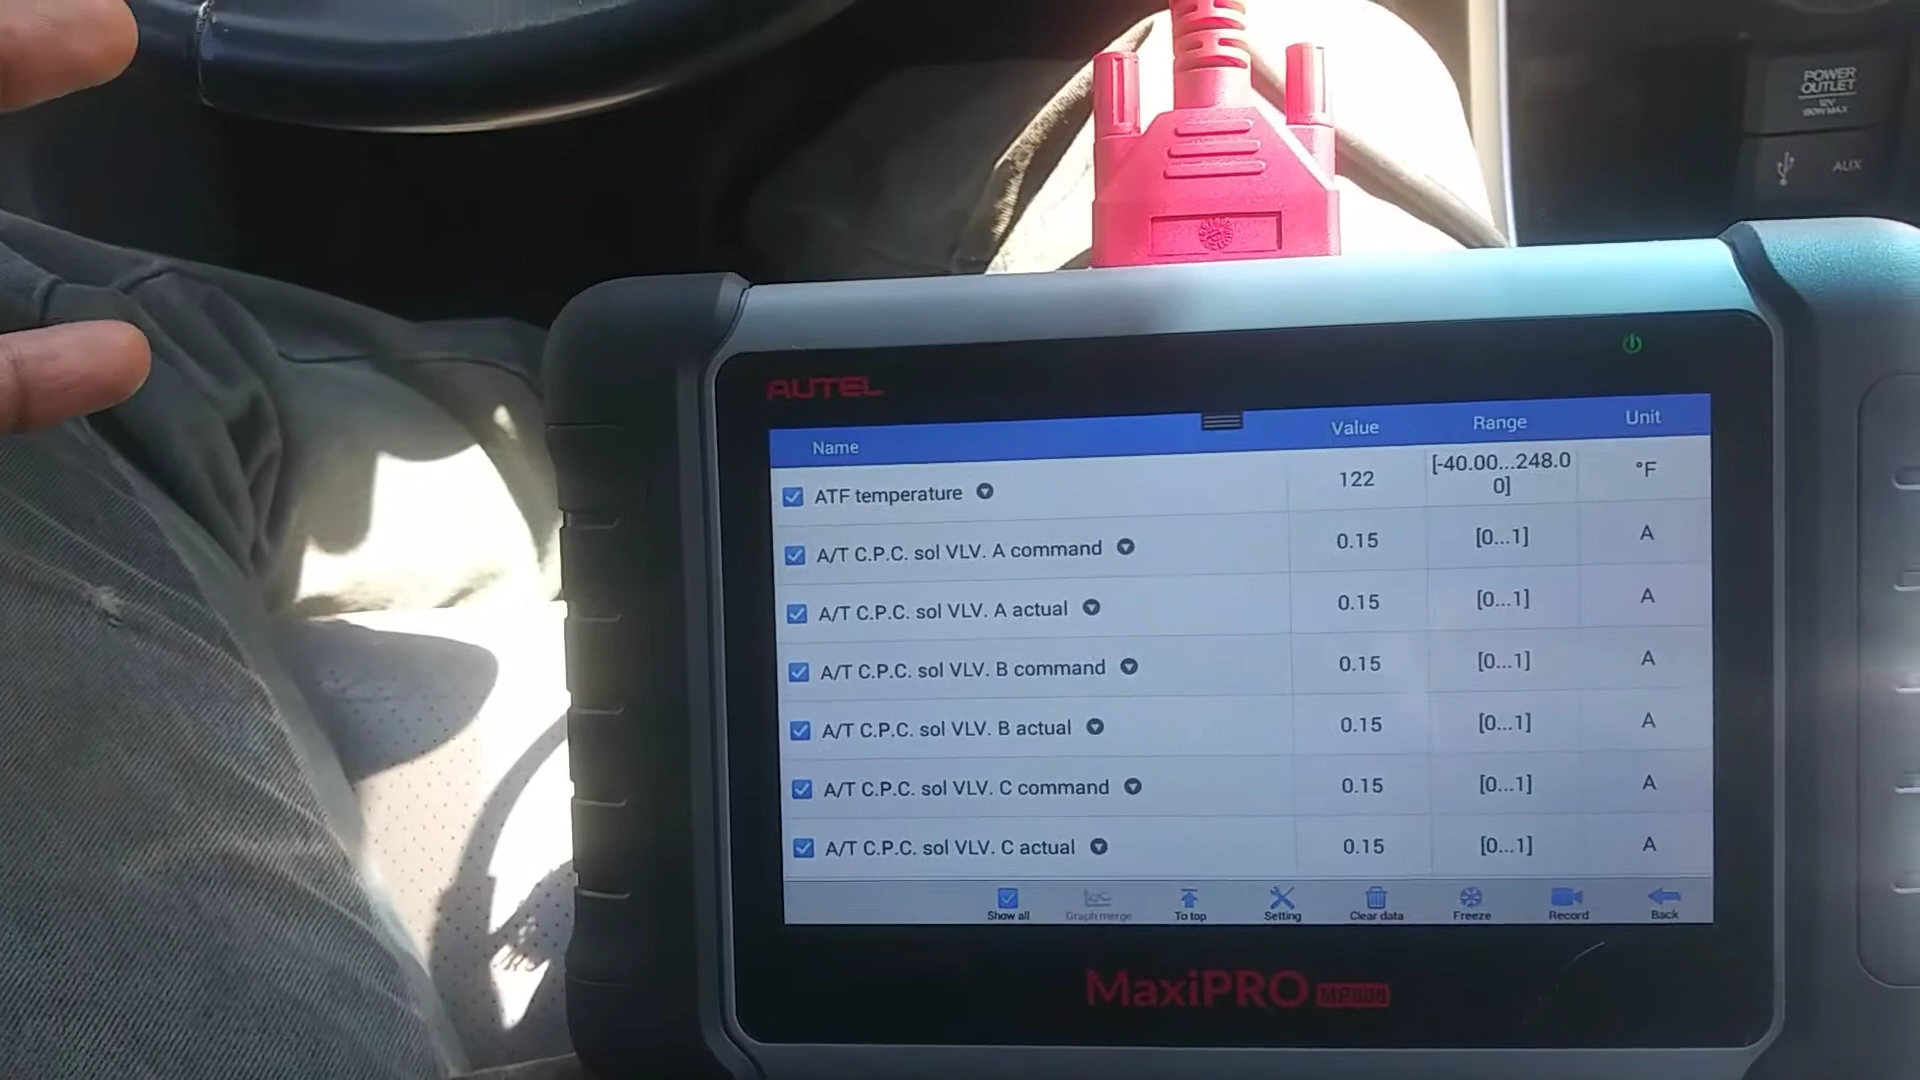 POWER
OUTLET
12V
180W MAX
AUX
AUTEL
Name Value Range Unit
ATF temperature 122 [-40.00...248.0
0] °F
A/T C.P.C. sol VLV. A command 0.15 [0...1] A
A/T C.P.C. sol VLV. A actual 0.15 [0...1] A
A/T C.P.C. sol VLV. B command 0.15 [0...1] A
A/T C.P.C. sol VLV. B actual 0.15 [0...1] A
A/T C.P.C. sol VLV. C command 0.15 [0...1] A
A/T C.P.C. sol VLV. C actual 0.15 [0...1] A
Show all Graph merge To top Setting Clear data Freeze Record Back
MaxiPRO MP808